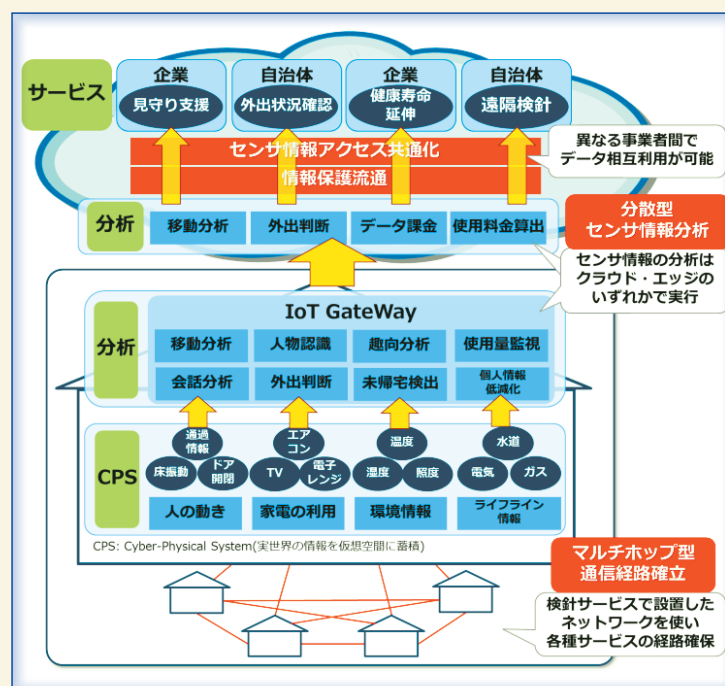 サービス
企業
見守り支援
自治体
外出状況確認
企業
健康寿命
延伸
自治体
遠隔検針
センサ情報アクセス共通化
情報保護流通
異なる事業者間で
データ相互利用が可能
分析
移動分析
外出判断
データ課金
使用料金算出
分散型
センサ情報分析
センサ情報の分析は
クラウド・エッジの
いずれかで実行
分析
IoT GateWay
移動分析
人物認識
趣向分析
使用量監視
会話分析
外出判断
未帰宅検出
個人情報
低減化
CPS
通過
情報
床振動
ドア
開閉
人の動き
エア
コン
TV
電子
レンジ
家電の利用
温度
湿度
照度
環境情報
水道
電気
ガス
ライフライン
情報
CPS: Cyber-Physical System(実世界の情報を仮想空間に蓄積)
マルチホップ型
通信経路確立
検針サービスで設置した
ネットワークを使い
各種サービスの経路確保